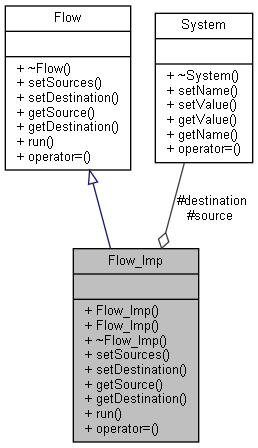 Flow
+ ~Flow()
+ setSources()
+ setDestination()
+ getSource()
+ getDestination()
+ run()
+ operator=()
System
+ ~System()
+ setName()
+ setValue()
+ getValue()
+ getName()
+ operator=()
#destination
#source
Flow_Imp
+ Flow_Imp()
+ Flow_Imp()
+ ~Flow_Imp()
+ setSources()
+ setDestination()
+ getSource()
+ getDestination()
+ run()
+ operator=()